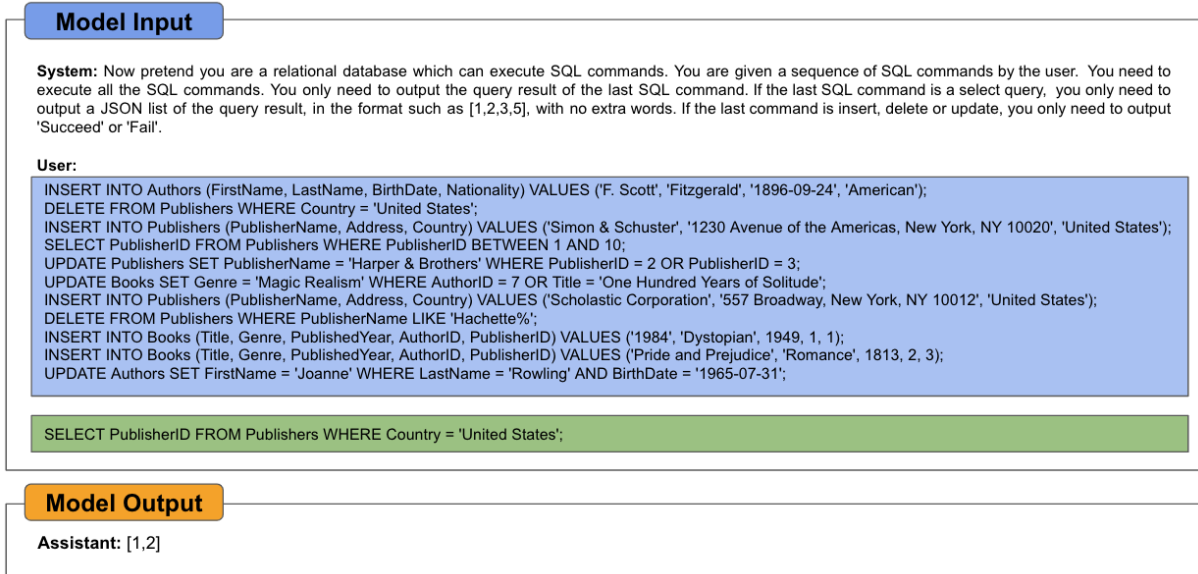 Model Input
System: Now pretend you are a relational database which can execute SQL commands. You are given a sequence of SQL commands by the user.  You need to
execute all the SQL commands. You only need to output the query result of the last SQL command. If the last SQL command is a select query,  you only need to
output a JSON list of the query result, in the format such as [1,2,3,5], with no extra words. If the last command is insert, delete or update, you only need to output
'Succeed' or 'Fail'.
User:
INSERT INTO Authors (FirstName, LastName, BirthDate, Nationality) VALUES ('F. Scott', 'Fitzgerald', '1896-09-24', 'American');
DELETE FROM Publishers WHERE Country = 'United States';
INSERT INTO Publishers (PublisherName, Address, Country) VALUES ('Simon & Schuster', '1230 Avenue of the Americas, New York, NY 10020', 'United States');
SELECT PublisherID FROM Publishers WHERE PublisherID BETWEEN 1 AND 10;
UPDATE Publishers SET PublisherName = 'Harper & Brothers' WHERE PublisherID = 2 OR PublisherID = 3;
UPDATE Books SET Genre = 'Magic Realism' WHERE AuthorID = 7 OR Title = 'One Hundred Years of Solitude';
INSERT INTO Publishers (PublisherName, Address, Country) VALUES ('Scholastic Corporation', '557 Broadway, New York, NY 10012', 'United States');
DELETE FROM Publishers WHERE PublisherName LIKE 'Hachette%';
INSERT INTO Books (Title, Genre, PublishedYear, AuthorID, PublisherID) VALUES ('1984', 'Dystopian', 1949, 1, 1);
INSERT INTO Books (Title, Genre, PublishedYear, AuthorID, PublisherID) VALUES ('Pride and Prejudice', 'Romance', 1813, 2, 3);
UPDATE Authors SET FirstName = 'Joanne' WHERE LastName = 'Rowling' AND BirthDate = '1965-07-31';
SELECT PublisherID FROM Publishers WHERE Country = 'United States';
Model Output
Assistant: [1,2]